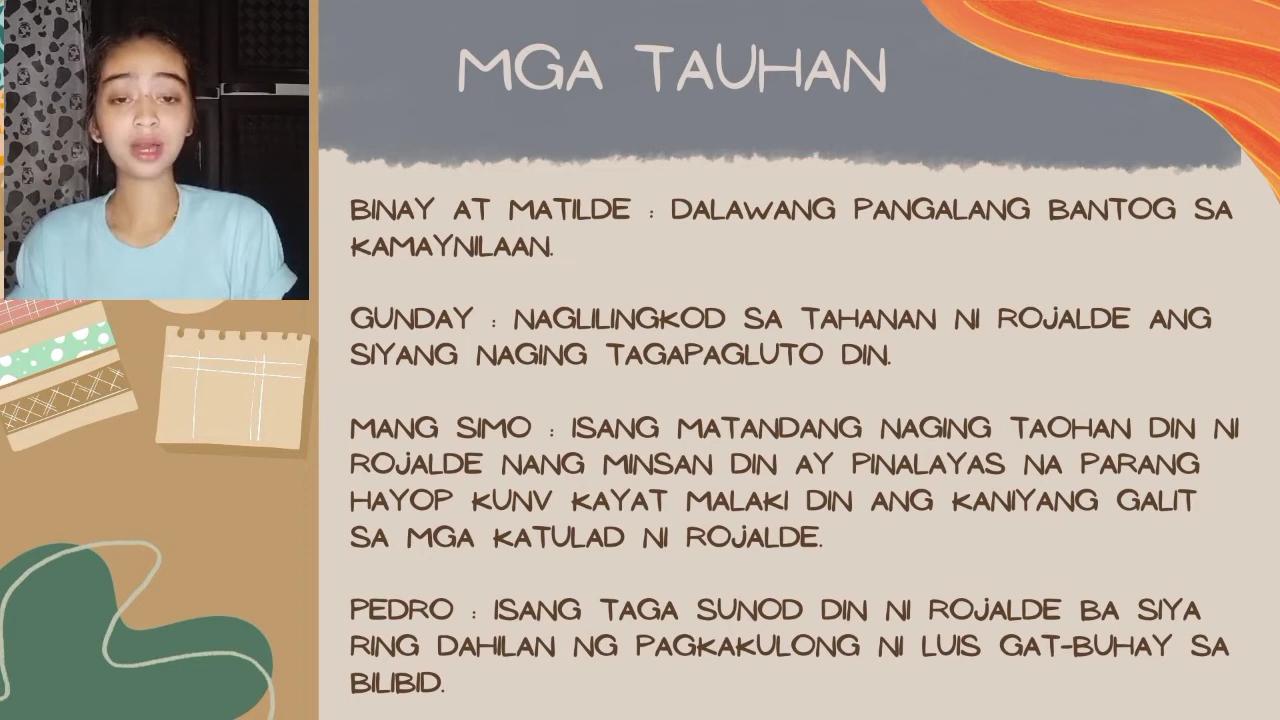 MGA TAUHAN
BINAY AT MATILDE : DALAWANG PANGALANG BANTOG SA
KAMAYNILAAN.
GUNDAY : NAGLILINGKOD SA TAHANAN NI ROJALDE ANG
SIYANG NAGING TAGAPAGLUTO DIN.
MANG SIMO : ISANG MATANDANG NAGING TAOHAN DIN NI
ROJALDE NANG MINSAN DIN AY PINALAYAS NA PARANG
HAYOP KUNV KAYAT MALAKI DIN ANG KANIYANG GALIT
SA MGA KATULAD NI ROJALDE.
PEDRO : ISANG TAGA SUNOD DIN NI ROJALDE BA SIYA
RING DAHILAN NG PAGKAKULONG NI LUIS GAT-BUHAY SA
BILIBID.